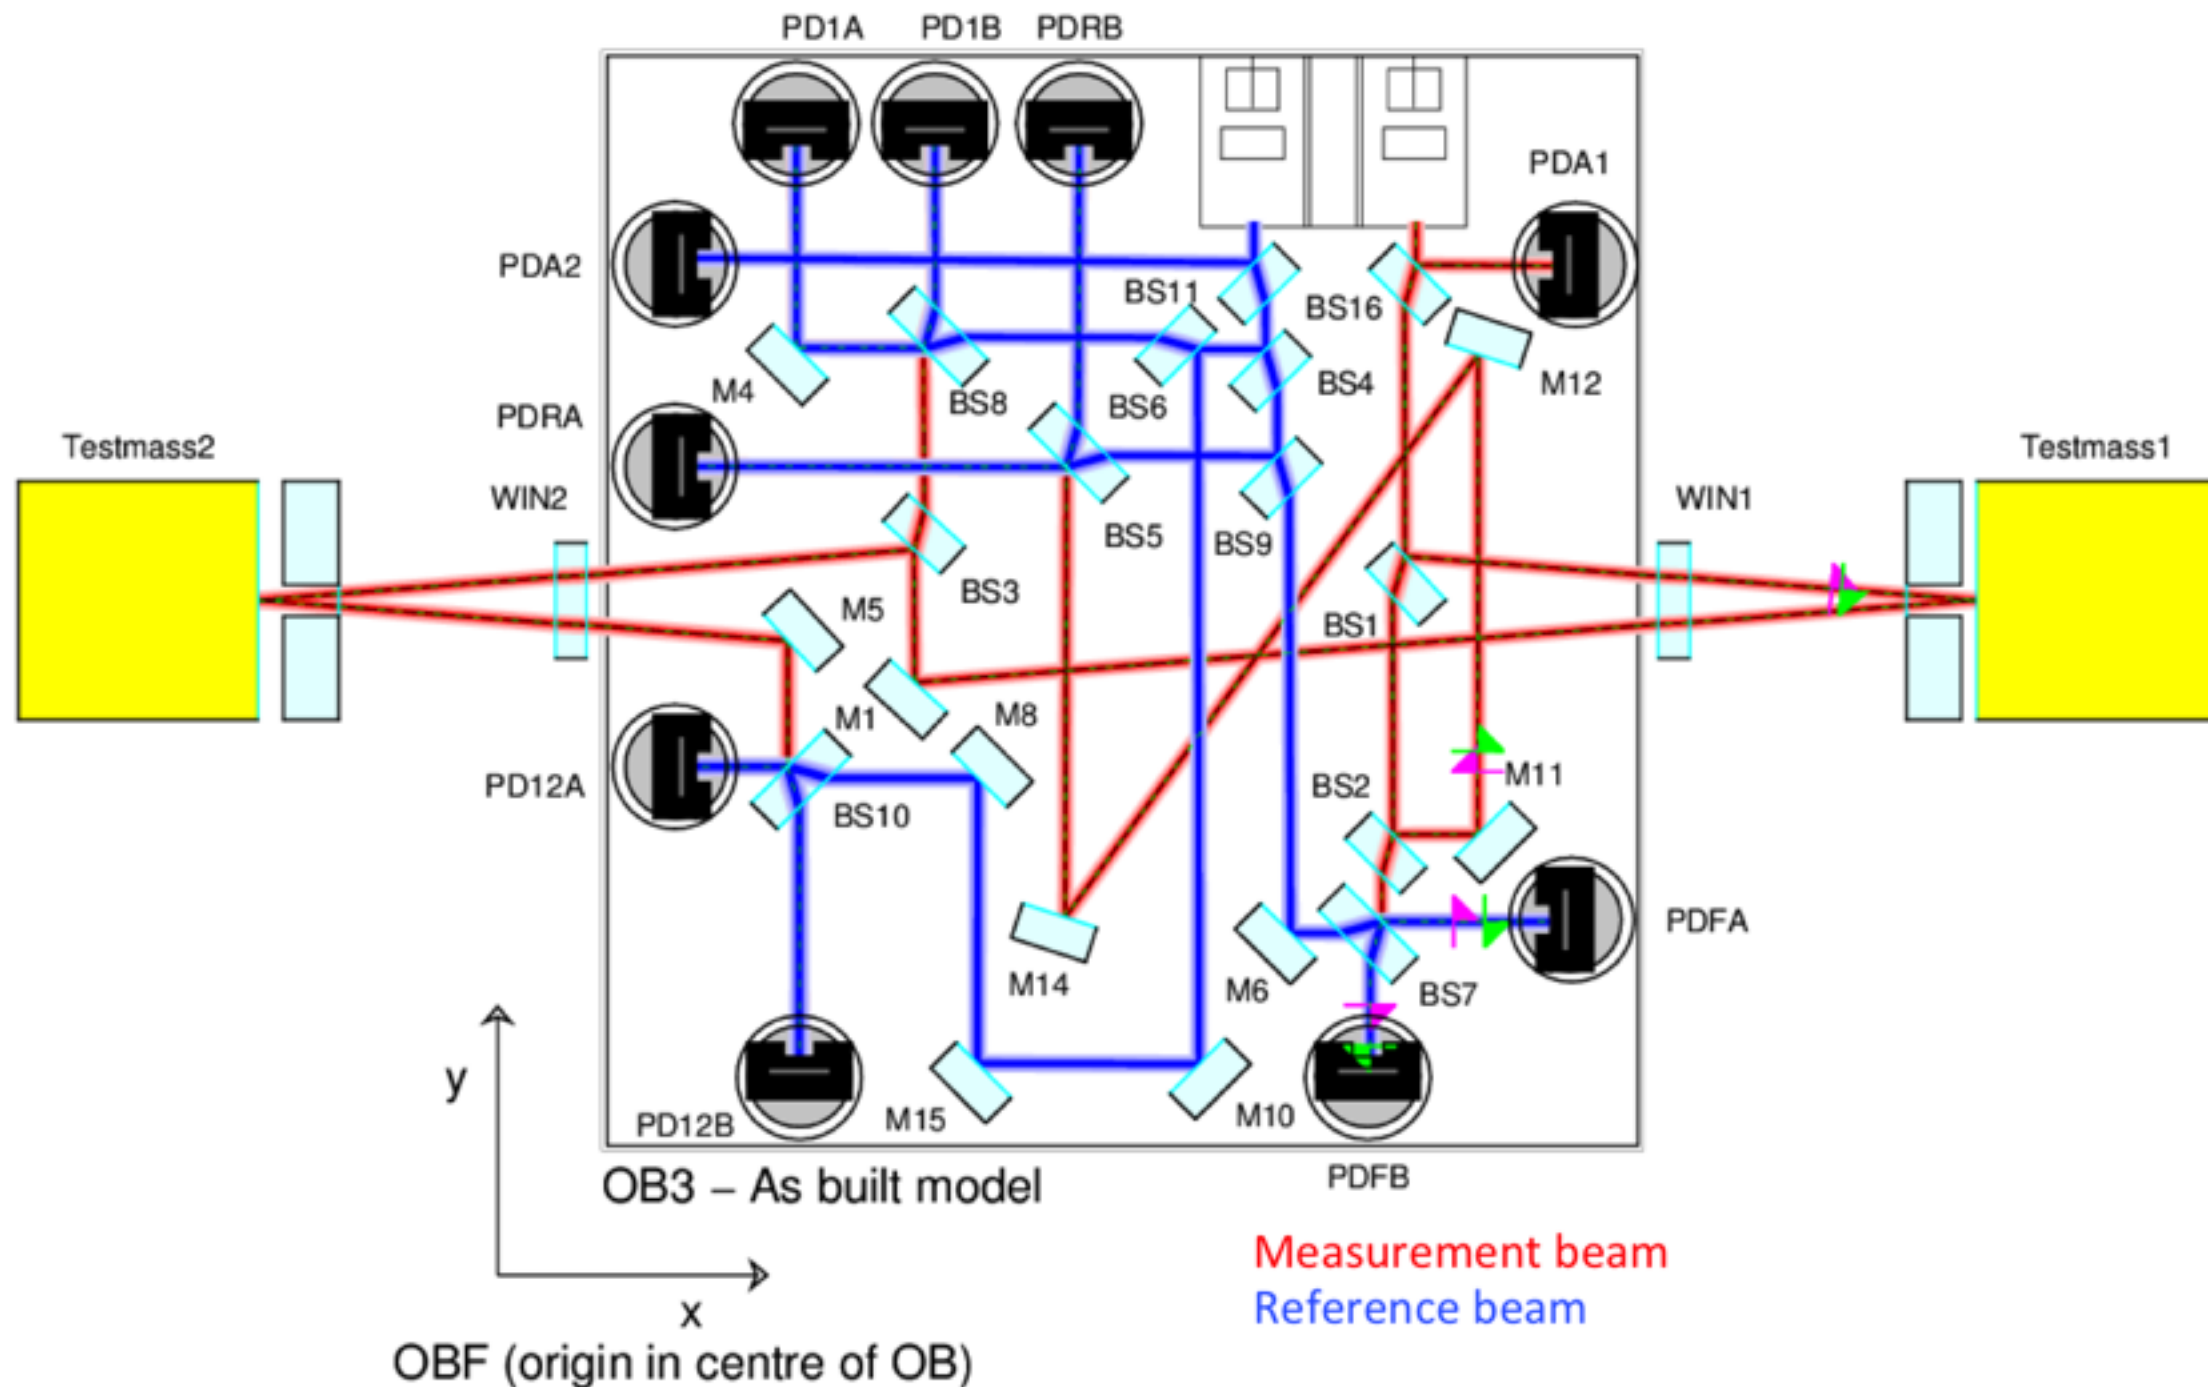 PD1A PD1B PDRB
PDA1
PDA2
BS11
BS16
M4
BS8
BS6
BS4
M12
PDRA
Testmass2
WIN2
BS5
BS9
WIN1
Testmass1
BS3
M5
BS1
M1
M8
PD12A
BS10
BS2
M11
M14
M6
BS7
PDFA
PD12B
M15
M10
PDFB
y
x
OB3 – As built model
Measurement beam
Reference beam
OBF (origin in centre of OB)